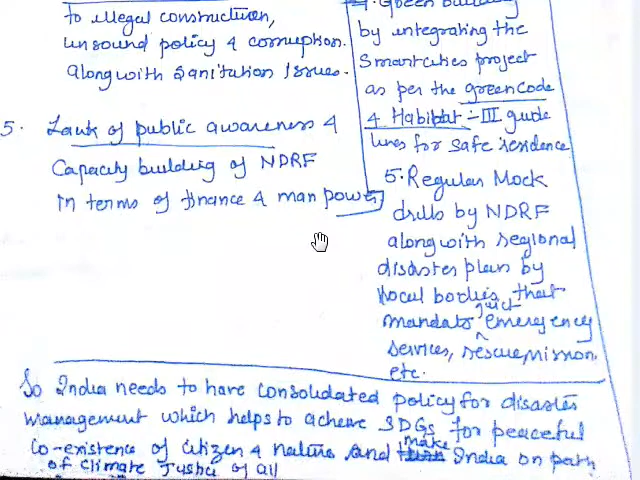 to illegal construction,
unsound policy & corruption.
along with Sanitation Issues.
5. Lack of public awareness &
Capacity building of NDRF
in terms of finance & man power
4. Green building
by integrating the
Smartcities project
as per the green code
& Habitat-III guide
lines for safe residence
5. Regular Mock
drills by NDRF
along with regional
disaster plan by
local bodies that
mandate quick emergency
services, rescue mission.
etc.
So India needs to have consolidated policy for disaster
management which helps to acheive SDGs for peaceful
Co-existence of citizen & nature and make India on path
of Climate Justice of all